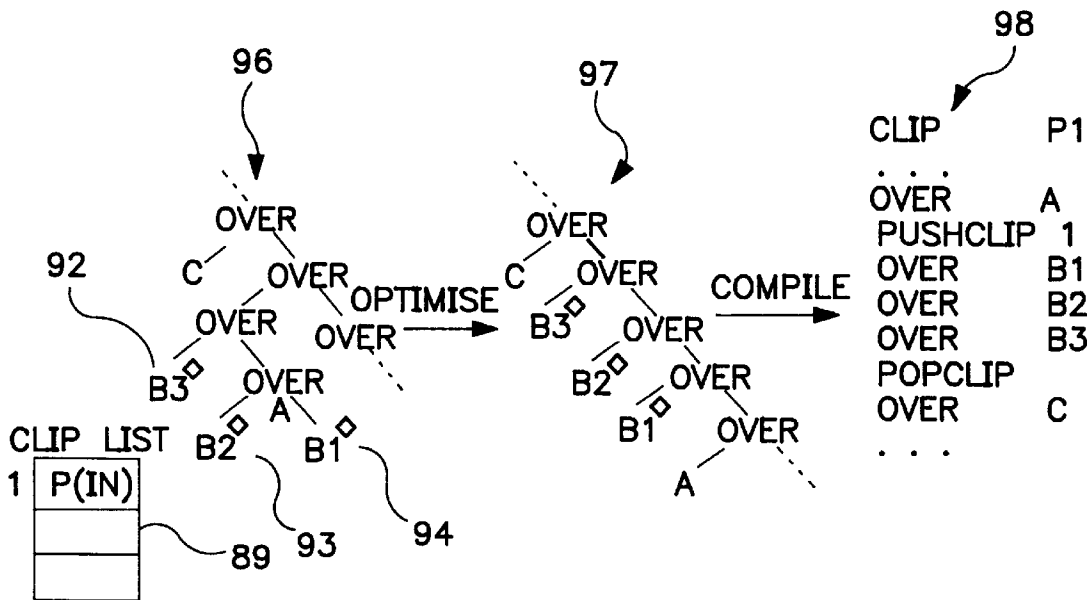 96
97
98
CLIP P1
. . .
OVER A
PUSHCLIP 1
OVER B1
OVER B2
OVER B3
POPCLIP
OVER C
. . .
OVER
C
OVER
92
OVER
OVER
B3
OVER
A
B2
B1
93
94
OPTIMISE
OVER
C
OVER
B3
OVER
B2
OVER
B1
OVER
A
COMPILE
CLIP LIST
1 P(IN)
89